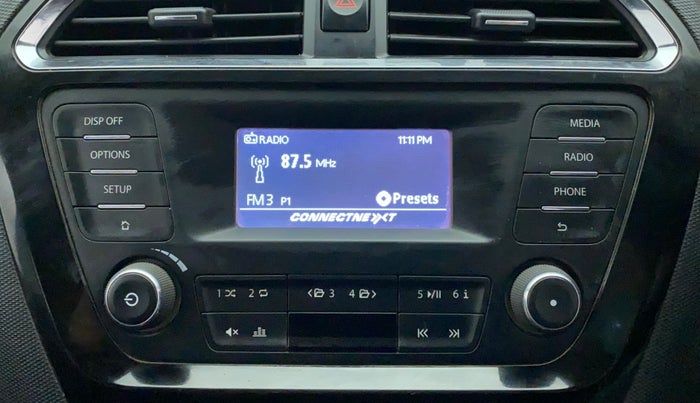 DISP OFF
OPTIONS
SETUP
RADIO 11:11 PM
87.5 MHz
FM3 P1 Presets
CONNECTNEXT
MEDIA
RADIO
PHONE
1 2 < 3 4 > 5 6 i